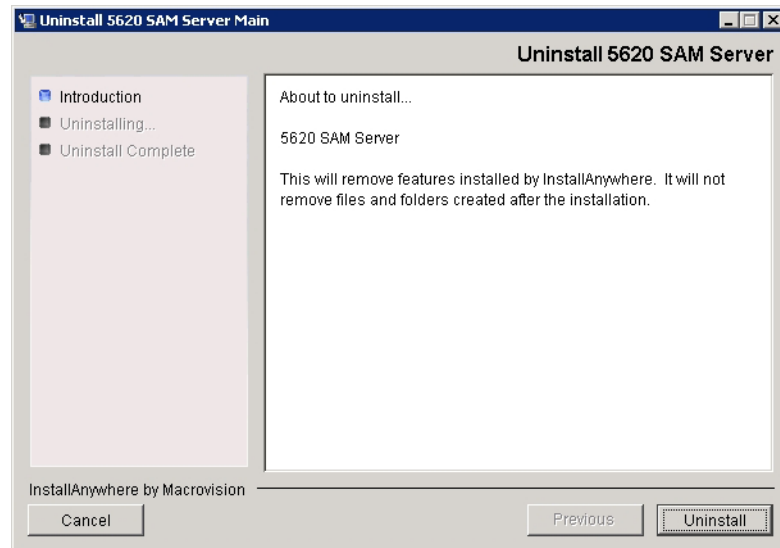 Uninstall 5620 SAM Server Main
Uninstall 5620 SAM Server
Introduction
Uninstalling...
Uninstall Complete
About to uninstall...
5620 SAM Server
This will remove features installed by InstallAnywhere.  It will not
remove files and folders created after the installation.
InstallAnywhere by Macrovision
Cancel
Previous
Uninstall